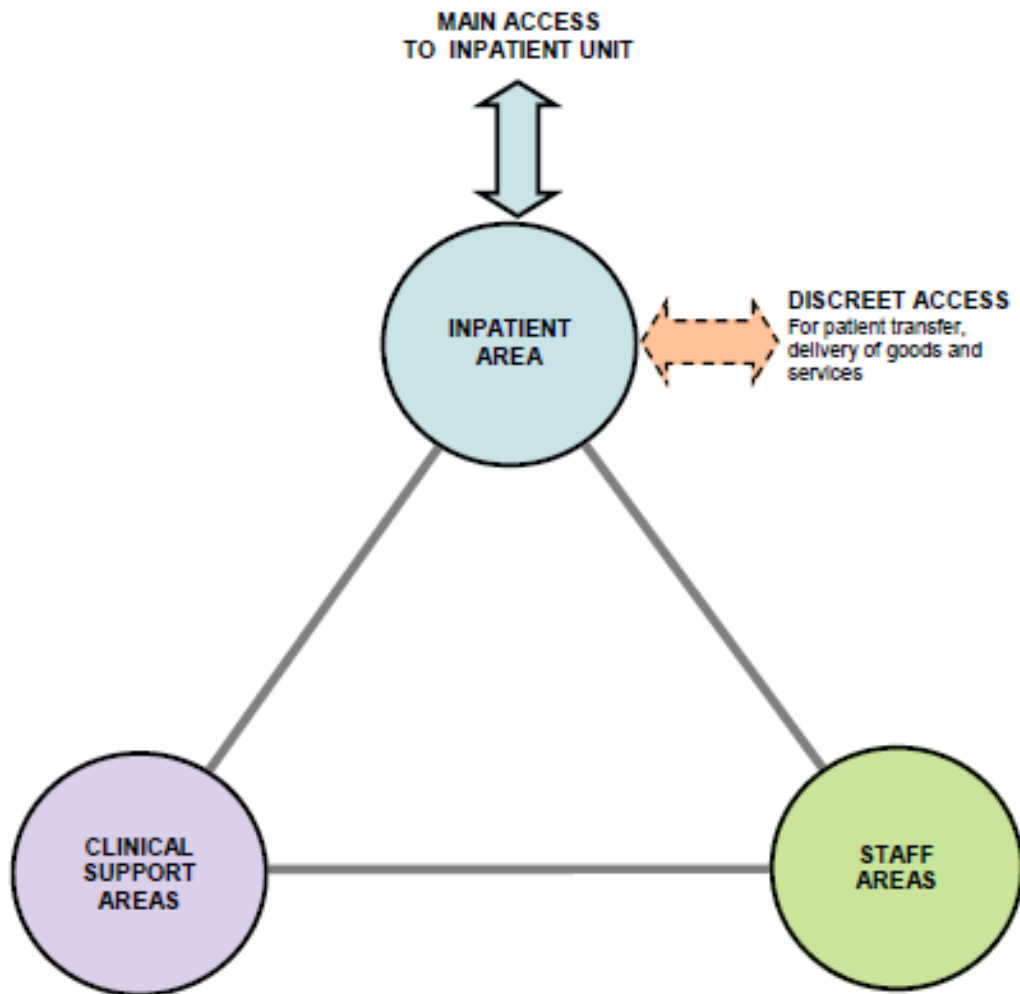 MAIN ACCESS
TO INPATIENT UNIT
INPATIENT
AREA
DISCREET ACCESS
For patient transfer,
delivery of goods and
services
CLINICAL
SUPPORT
AREAS
STAFF
AREAS